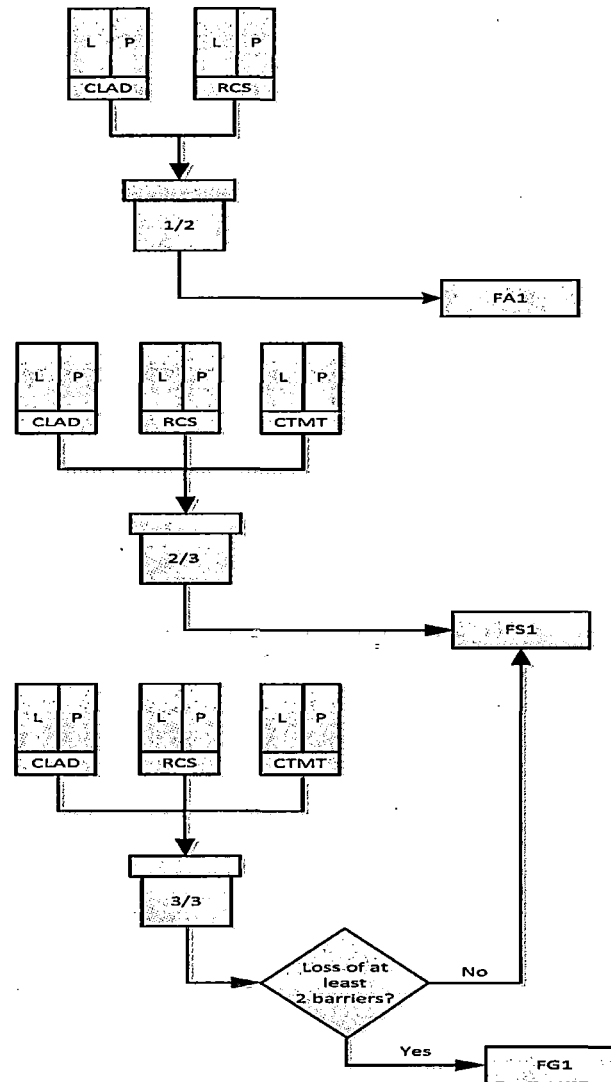 L P L P
CLAD RCS
1/2
FA1
L P L P L P
CLAD RCS CTMT
2/3
FS1
L P L P L P
CLAD RCS CTMT
3/3
Loss of at
least
2 barriers?
No
Yes
FG1